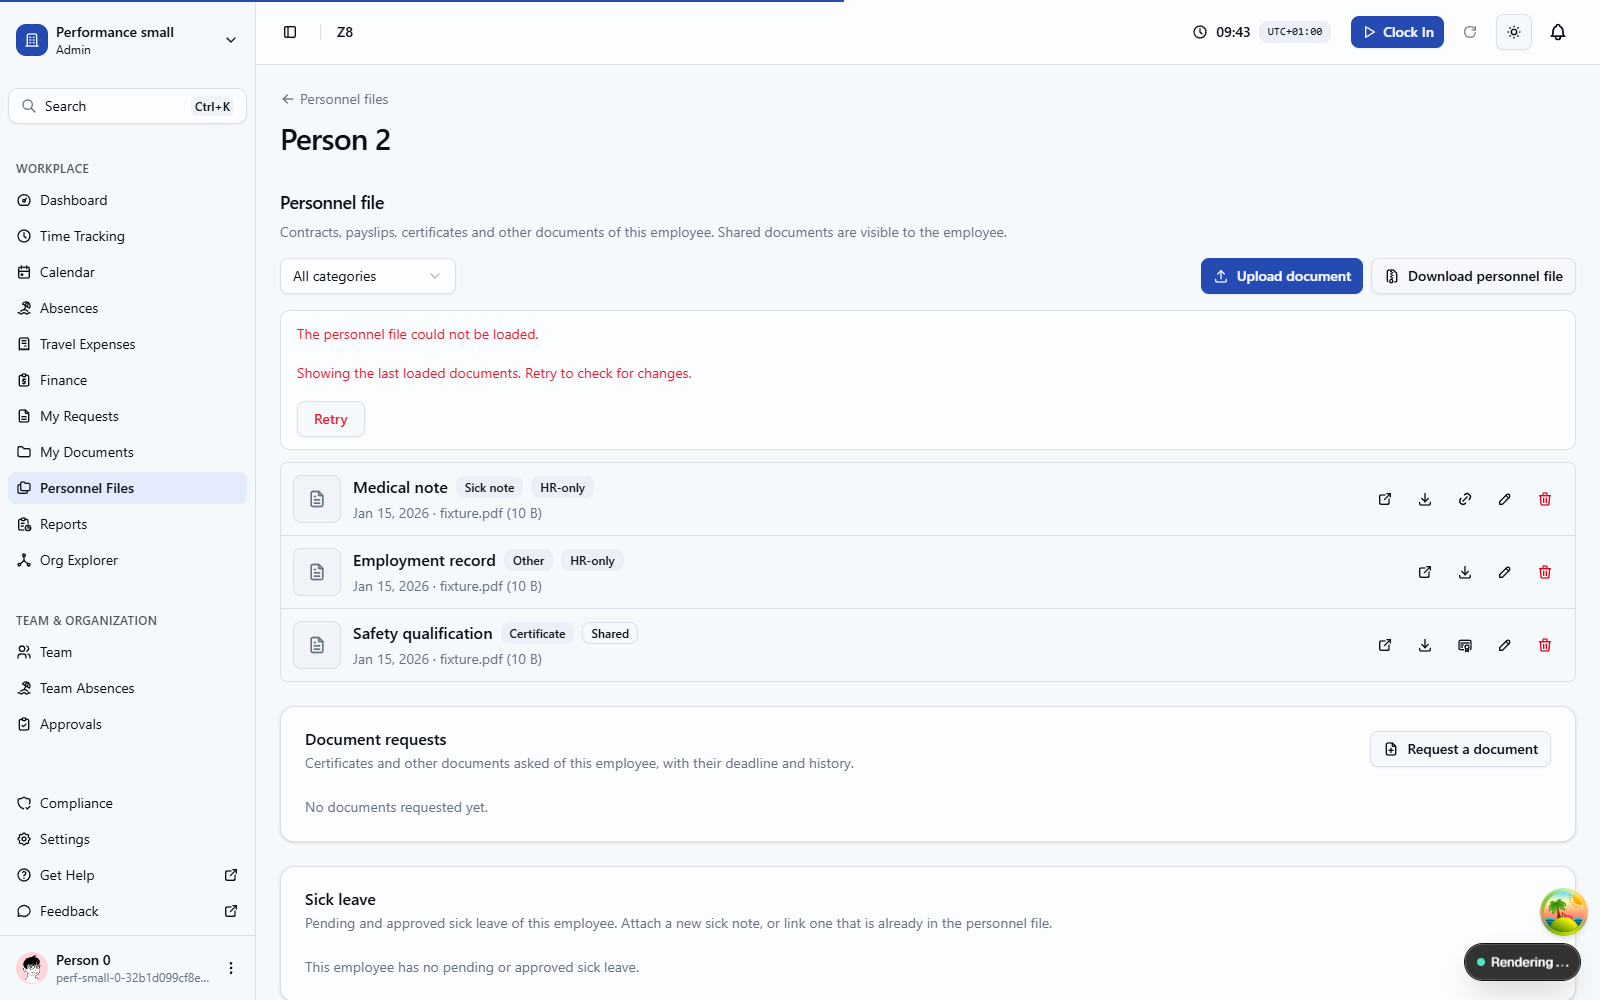 Performance small
Admin
Search
Ctrl+K
WORKPLACE
Dashboard
Time Tracking
Calendar
Absences
Travel Expenses
Finance
My Requests
My Documents
Personnel Files
Reports
Org Explorer
TEAM & ORGANIZATION
Team
Team Absences
Approvals
Compliance
Settings
Get Help
Feedback
Person 0
perf-small-0-32b1d099cf8e...
Z8
09:43
UTC+01:00
Clock In
Personnel files
Person 2
Personnel file
Contracts, payslips, certificates and other documents of this employee. Shared documents are visible to the employee.
All categories
Upload document
Download personnel file
The personnel file could not be loaded.
Showing the last loaded documents. Retry to check for changes.
Retry
Medical note Sick note HR-only
Jan 15, 2026 · fixture.pdf (10 B)
Employment record Other HR-only
Jan 15, 2026 · fixture.pdf (10 B)
Safety qualification Certificate Shared
Jan 15, 2026 · fixture.pdf (10 B)
Document requests
Certificates and other documents asked of this employee, with their deadline and history.
Request a document
No documents requested yet.
Sick leave
Pending and approved sick leave of this employee. Attach a new sick note, or link one that is already in the personnel file.
This employee has no pending or approved sick leave.
Rendering ...